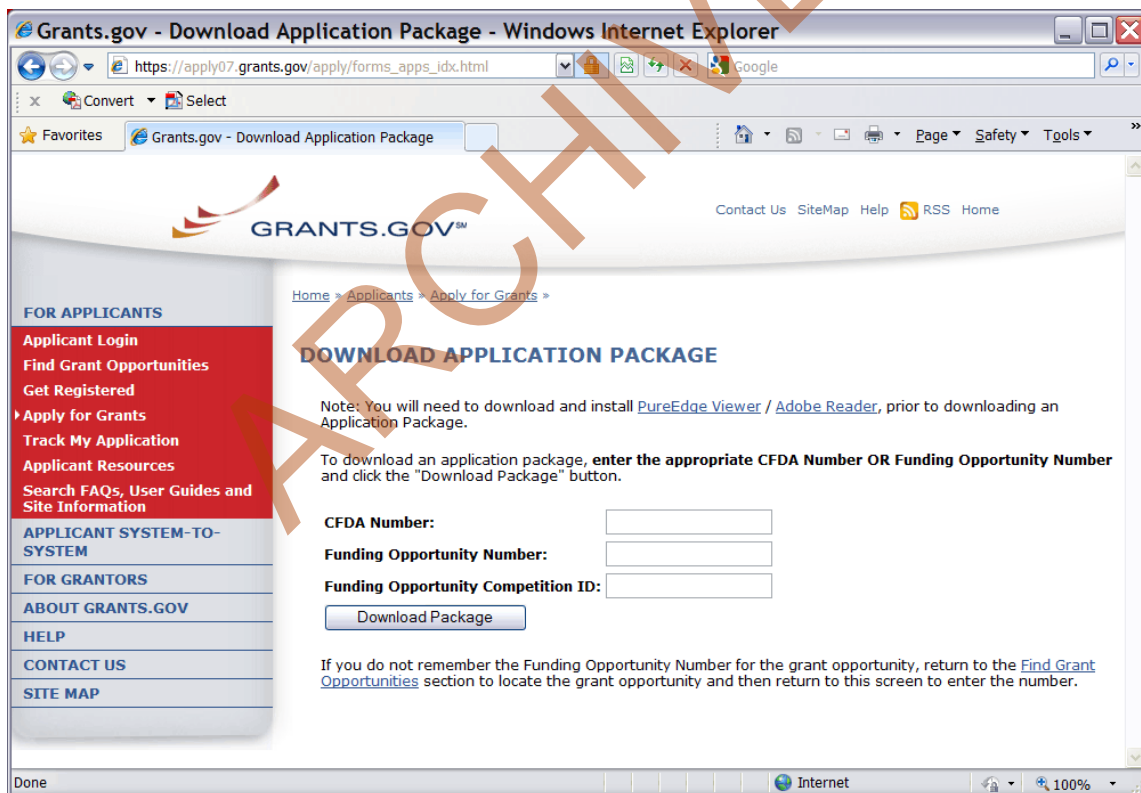 Grants.gov - Download Application Package - Windows Internet Explorer
https://apply07.grants.gov/apply/forms_apps_idx.html
Google
x Convert Select
Favorites
Grants.gov - Download Application Package
Page Safety Tools »
GRANTS.GOV℠
Contact Us SiteMap Help RSS Home
Home » Applicants » Apply for Grants »
FOR APPLICANTS
Applicant Login
Find Grant Opportunities
Get Registered
Apply for Grants
Track My Application
Applicant Resources
Search FAQs, User Guides and
Site Information
APPLICANT SYSTEM-TO-
SYSTEM
FOR GRANTORS
ABOUT GRANTS.GOV
HELP
CONTACT US
SITE MAP
DOWNLOAD APPLICATION PACKAGE
Note: You will need to download and install PureEdge Viewer / Adobe Reader, prior to downloading an
Application Package.
To download an application package, enter the appropriate CFDA Number OR Funding Opportunity Number
and click the "Download Package" button.
CFDA Number:
Funding Opportunity Number:
Funding Opportunity Competition ID:
Download Package
If you do not remember the Funding Opportunity Number for the grant opportunity, return to the Find Grant
Opportunities section to locate the grant opportunity and then return to this screen to enter the number.
Done
Internet
100%
ARCHIVE